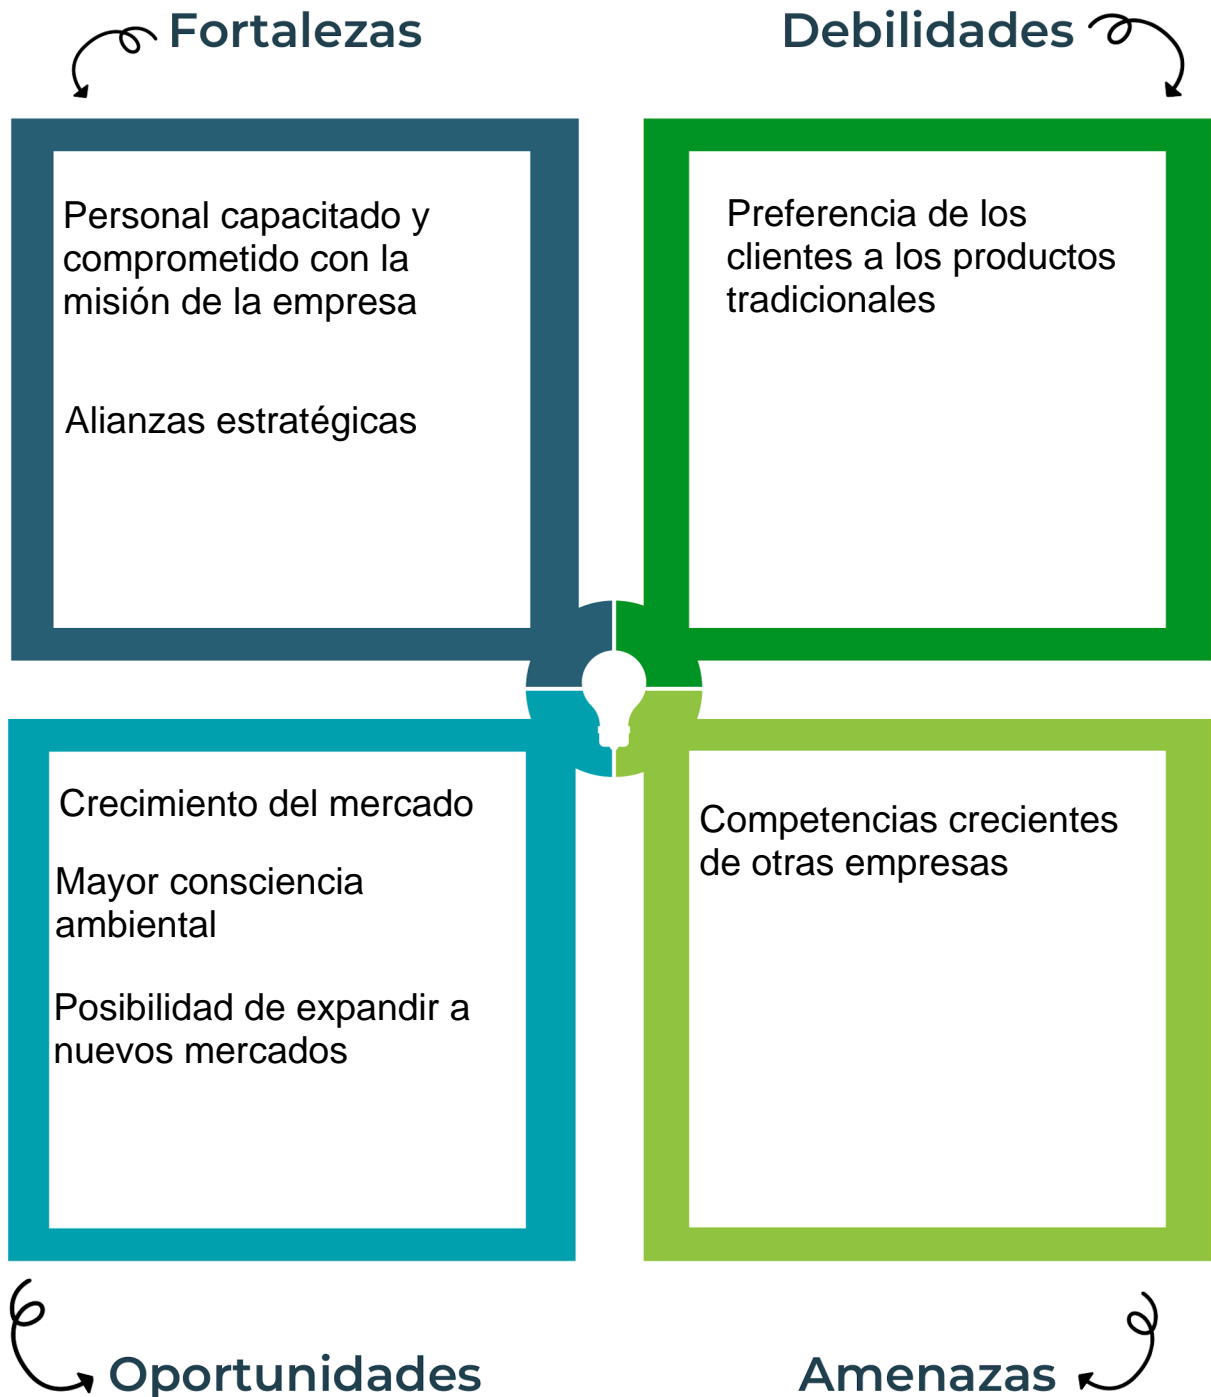 Fortalezas
Personal capacitado y
comprometido con la
misión de la empresa
Alianzas estratégicas
Debilidades
Preferencia de los
clientes a los productos
tradicionales
Crecimiento del mercado
Mayor consciencia
ambiental
Posibilidad de expandir a
nuevos mercados
Oportunidades
Competencias crecientes
de otras empresas
Amenazas